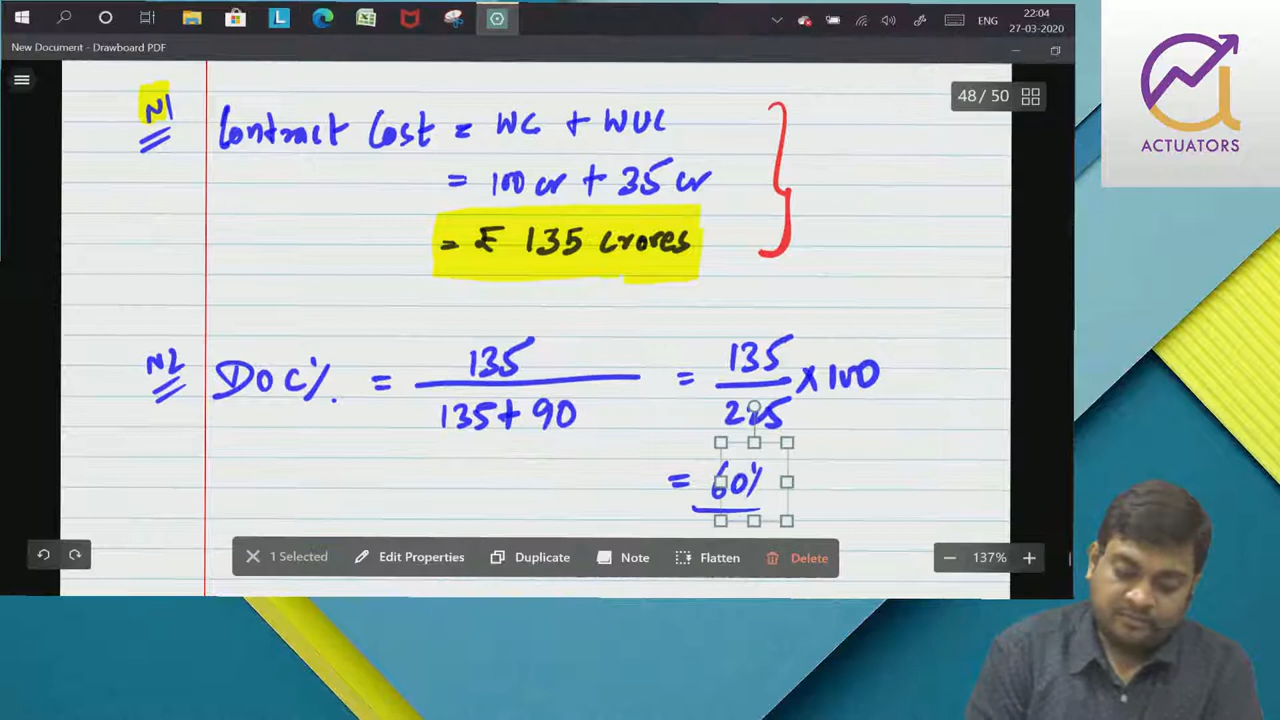 22:04
ENG
27-03-2020
New Document - Drawboard PDF
48 / 50
ACTUATORS
N1 Contract Cost = WC + WUC
= 100 cr + 35 cr
= ₹ 135 Crores
N2 DOC%. = 135 / 135 + 90 = 135 / 225 × 100
= 60%
1 Selected Edit Properties Duplicate Note Flatten Delete
137%